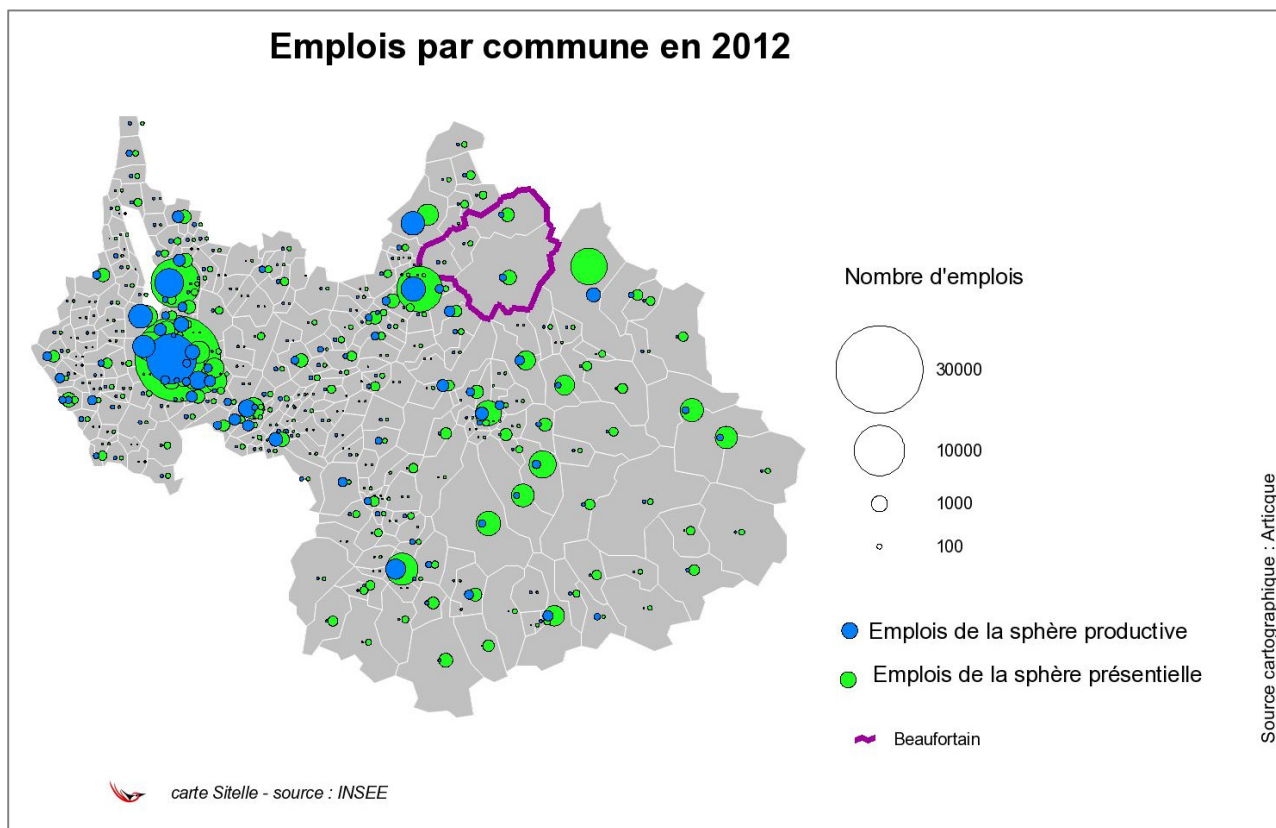 Emplois par commune en 2012
Nombre d'emplois
30000
10000
1000
100
Emplois de la sphère productive
Emplois de la sphère présentielle
Beaufortain
Source cartographique : Articque
carte Sitelle - source : INSEE